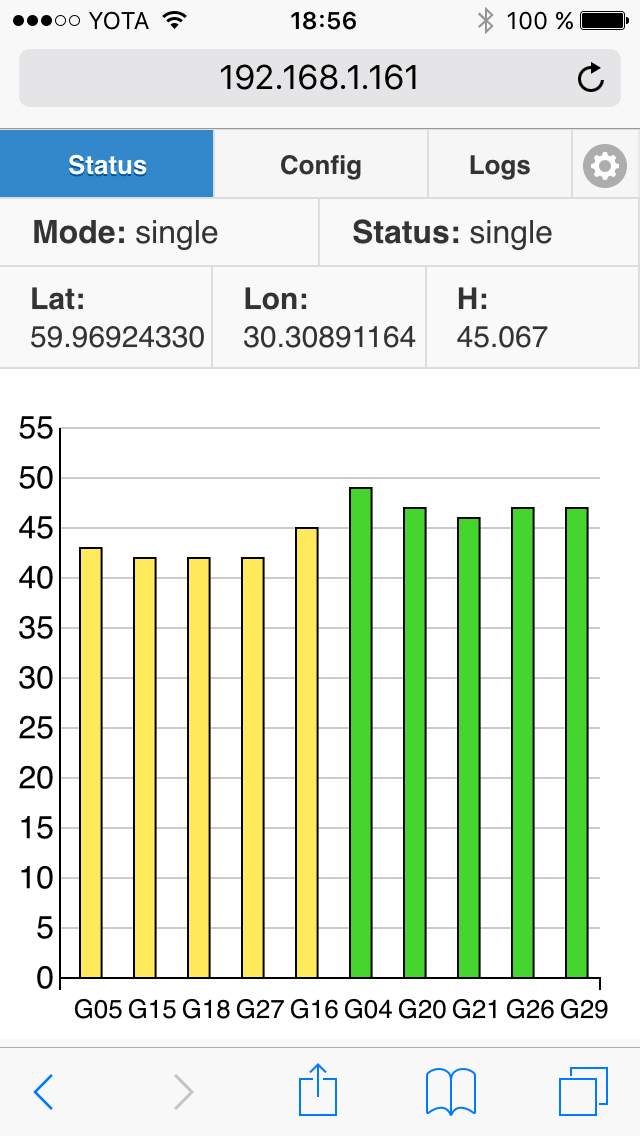 YOTA 18:56 100 %
192.168.1.161
Status Config Logs
Mode: single Status: single
Lat: Lon: H:
59.96924330 30.30891164 45.067
55
50
45
40
35
30
25
20
15
10
5
0
G05 G15 G18 G27 G16 G04 G20 G21 G26 G29